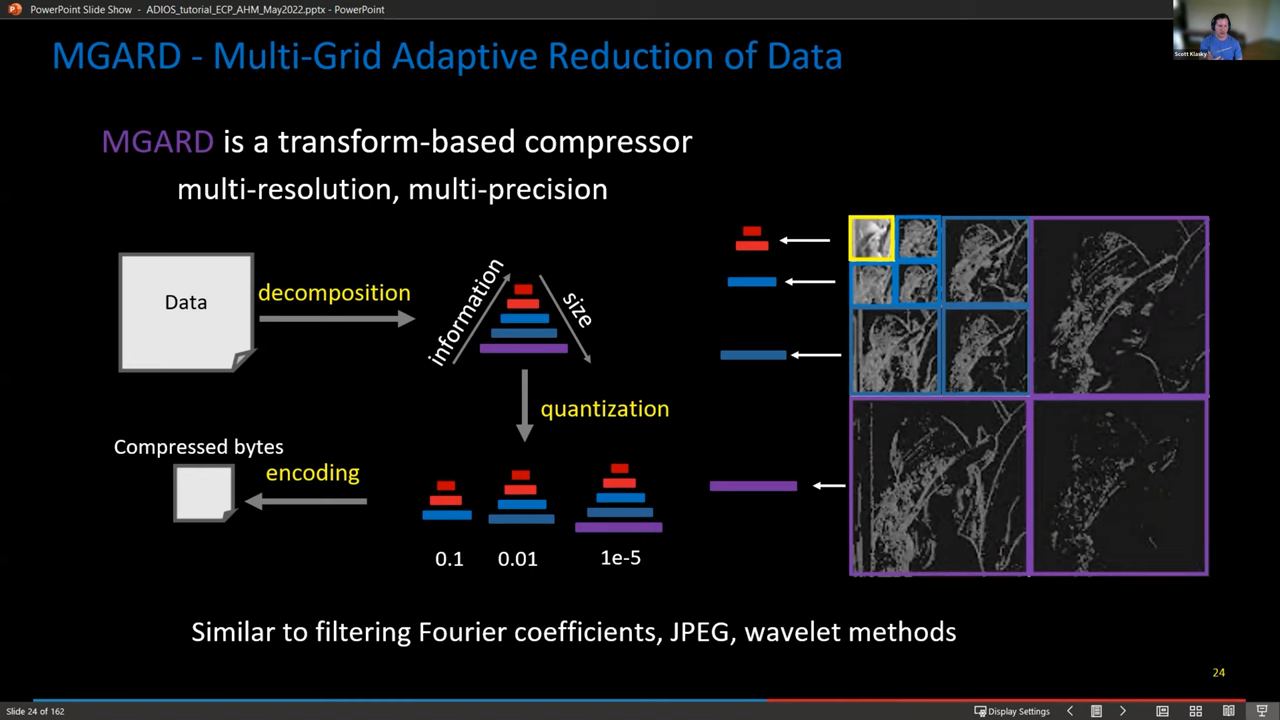 PowerPoint Slide Show - ADIOS_tutorial_ECP_AHM_May2022.pptx - PowerPoint
Scott Klasky
MGARD - Multi-Grid Adaptive Reduction of Data
MGARD is a transform-based compressor
multi-resolution, multi-precision
Data
decomposition
information
size
quantization
Compressed bytes
encoding
0.1
0.01
1e-5
Similar to filtering Fourier coefficients, JPEG, wavelet methods
24
Slide 24 of 162
Display Settings